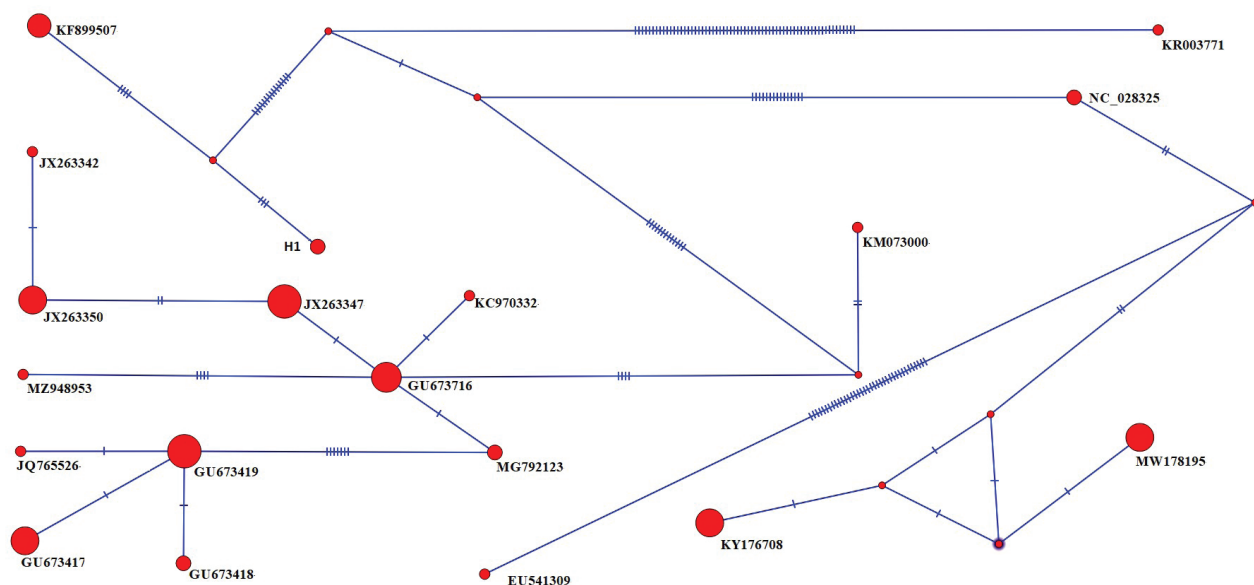 KF899507
KR003771
NC_028325
JX263342
KM073000
H1
JX263350
JX263347
KC970332
MZ948953
GU673716
JQ765526
GU673419
MG792123
MW178195
GU673417
GU673418
KY176708
EU541309